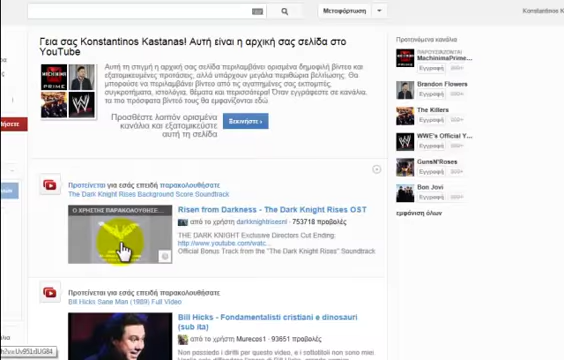 Μεταφόρτωση
Konstantinos K
Γεια σας Konstantinos Kastanas! Αυτή είναι η αρχική σας σελίδα στο
YouTube
Αυτή τη στιγμή η αρχική σας σελίδα περιλαμβάνει ορισμένα δημοφιλή βίντεο και
εξατομικευμένες προτάσεις, αλλά υπάρχουν μεγάλα περιθώρια βελτίωσης. Θα
μπορούσε να περιλαμβάνει βίντεο από τις αγαπημένες σας εκπομπές,
συγκροτήματα, ιστολόγια, θέματα και περισσότερα! Όταν εγγράφεστε σε κανάλια,
τα πιο πρόσφατα βίντεό τους θα εμφανίζονται εδώ
Προσθέστε λοιπόν ορισμένα
κανάλια και εξατομικεύστε
αυτή τη σελίδα
Ξεκινήστε ›
Προτείνεται για εσάς επειδή παρακολουθήσατε
The Dark Knight Rises Background Score Soundtrack
Ο ΧΡΗΣΤΗΣ ΠΑΡΑΚΟΛΟΥΘΗΣΕ
Risen from Darkness - The Dark Knight Rises OST
από το χρήστη darkknightrisesnl · 753718 προβολές
THE DARK KNIGHT Exclusive Directors Cut Ending:
http://www.youtube.com/watc...
Official Bonus Track from the "The Dark Knight Rises" Soundtrack
Προτείνεται για εσάς επειδή παρακολουθήσατε
Bill Hicks Sane Man (1989) Full Video
Bill Hicks - Fondamentalisti cristiani e dinosauri
(sub ita)
από το χρήστη Murecas1 · 93651 προβολές
Προτεινόμενα κανάλια
ΠΑΡΟΥΣΙΑΖΟΝΤΑΙ
MachinimaPrime...
Εγγραφή
Brandon Flowers
Εγγραφή
The Killers
Εγγραφή
WWE's Official Y...
Εγγραφή
GunsN'Roses
Εγγραφή
Bon Jovi
Εγγραφή
εμφάνιση όλων
MACHINIMA
PRIME